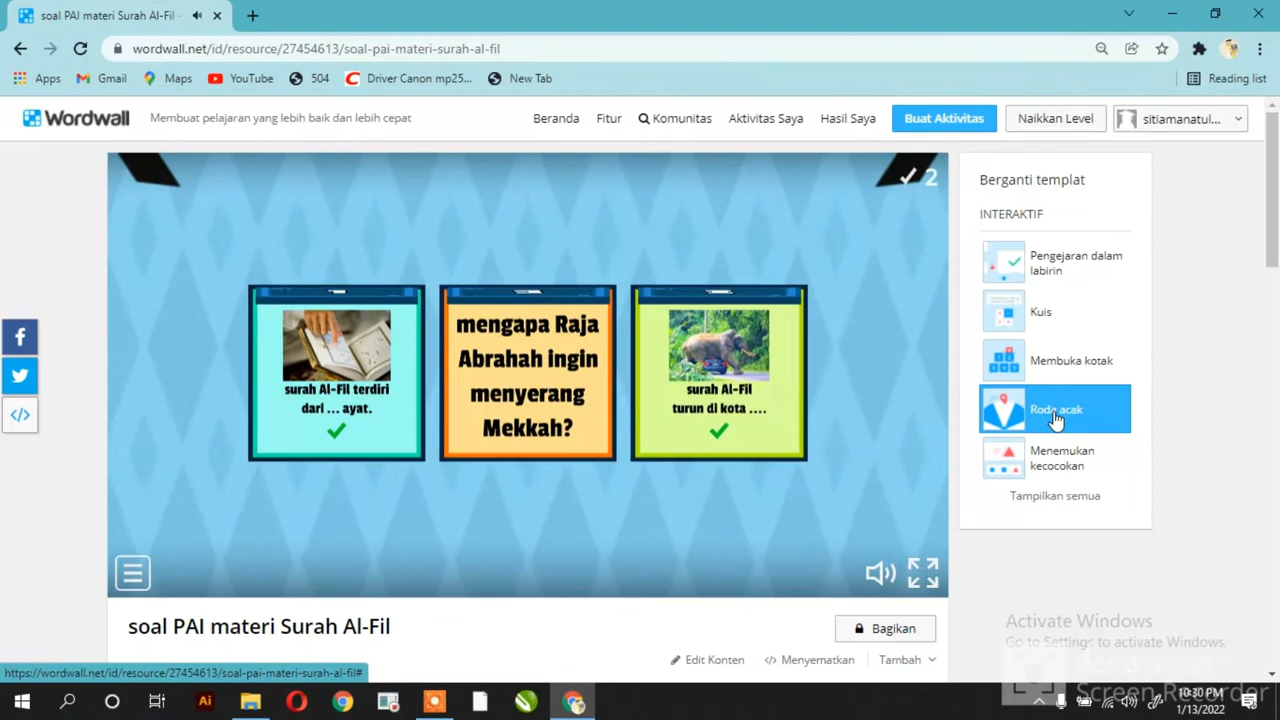 soal PAI materi Surah Al-Fil -
wordwall.net/id/resource/27454613/soal-pai-materi-surah-al-fil
Apps
Gmail
Maps
YouTube
504
Driver Canon mp25...
New Tab
Reading list
Wordwall
Membuat pelajaran yang lebih baik dan lebih cepat
Beranda
Fitur
Komunitas
Aktivitas Saya
Hasil Saya
Buat Aktivitas
Naikkan Level
sitiamanatul...
2
surah Al-Fil terdiri
dari ... ayat.
mengapa Raja
Abrahah ingin
menyerang
Mekkah?
surah Al-Fil
turun di kota ....
Berganti templat
INTERAKTIF
Pengejaran dalam
labirin
Kuis
Membuka kotak
Roda acak
Menemukan
kecocokan
Tampilkan semua
soal PAI materi Surah Al-Fil
Bagikan
Edit Konten
Menyematkan
Tambah
Activate Windows
Go to Settings to activate Windows.
Screen Recorder
https://wordwall.net/id/resource/27454613/soal-pai-materi-surah-al-fil#
10:30 PM
1/13/2022